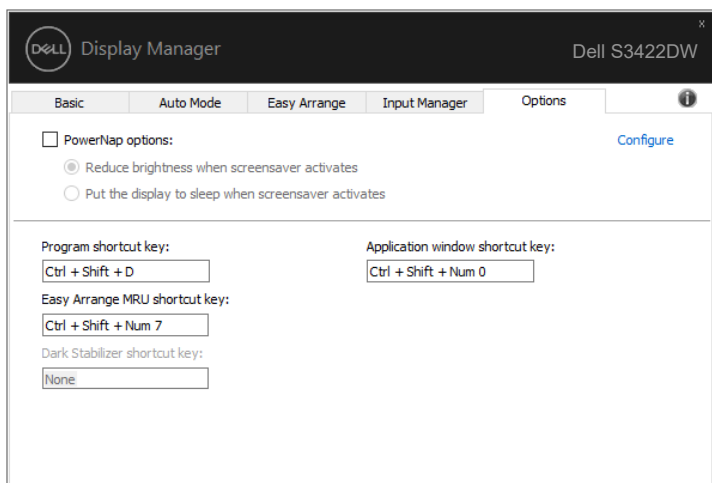 x
DELL Display Manager
Dell S3422DW
Basic Auto Mode Easy Arrange Input Manager Options i
PowerNap options: Configure
Reduce brightness when screensaver activates
Put the display to sleep when screensaver activates
Program shortcut key: Application window shortcut key:
Ctrl + Shift + D Ctrl + Shift + Num 0
Easy Arrange MRU shortcut key:
Ctrl + Shift + Num 7
Dark Stabilizer shortcut key:
None